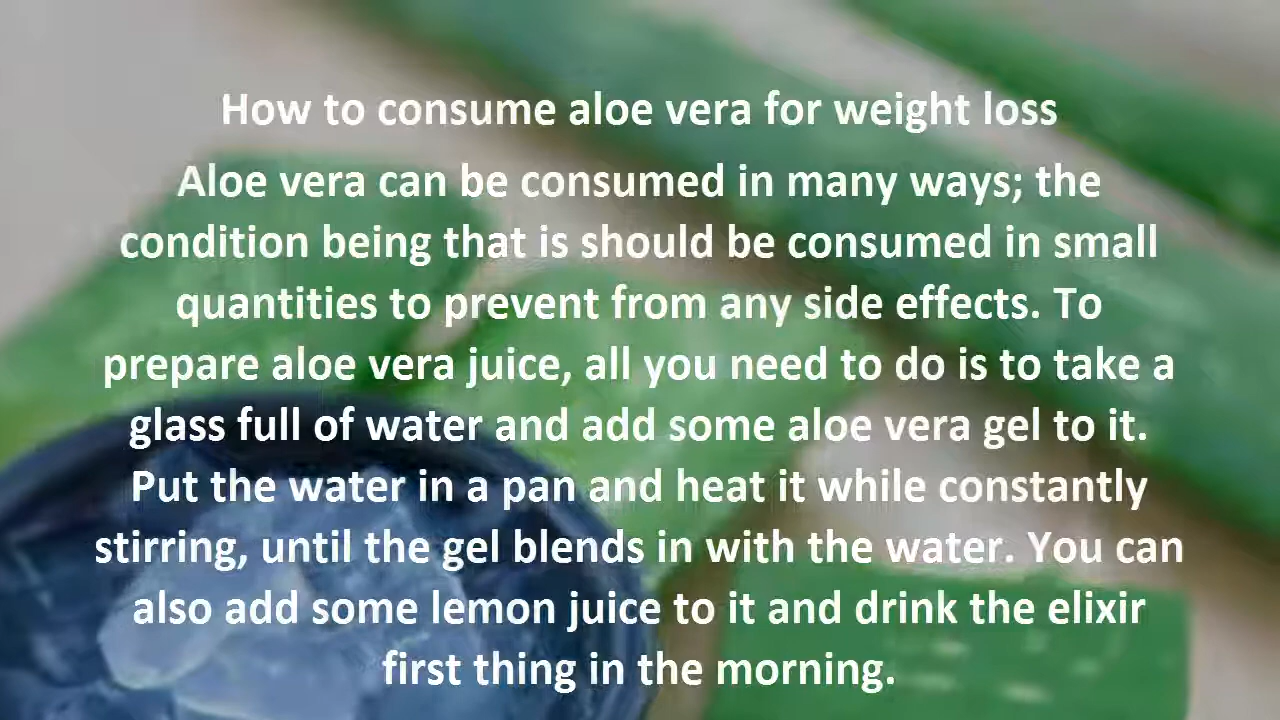 How to consume aloe vera for weight loss
Aloe vera can be consumed in many ways; the
condition being that is should be consumed in small
quantities to prevent from any side effects. To
prepare aloe vera juice, all you need to do is to take a
glass full of water and add some aloe vera gel to it.
Put the water in a pan and heat it while constantly
stirring, until the gel blends in with the water. You can
also add some lemon juice to it and drink the elixir
first thing in the morning.